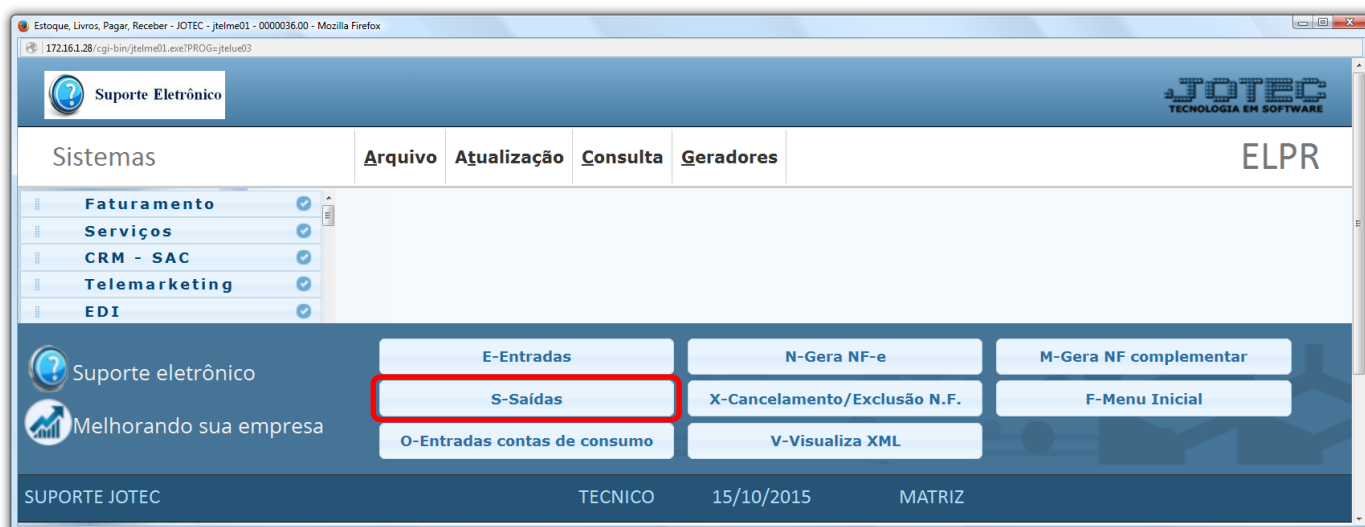 Estoque, Livros, Pagar, Receber - JOTEC - jtelme01 - 0000036.00 - Mozilla Firefox
172.16.1.28/cgi-bin/jtelme01.exe?PROG=jtelue03
Suporte Eletrônico
JOTEC
TECNOLOGIA EM SOFTWARE
Sistemas Arquivo Atualização Consulta Geradores ELPR
Faturamento
Serviços
CRM - SAC
Telemarketing
EDI
Suporte eletrônico
Melhorando sua empresa
E-Entradas N-Gera NF-e M-Gera NF complementar
S-Saídas X-Cancelamento/Exclusão N.F. F-Menu Inicial
O-Entradas contas de consumo V-Visualiza XML
SUPORTE JOTEC TECNICO 15/10/2015 MATRIZ